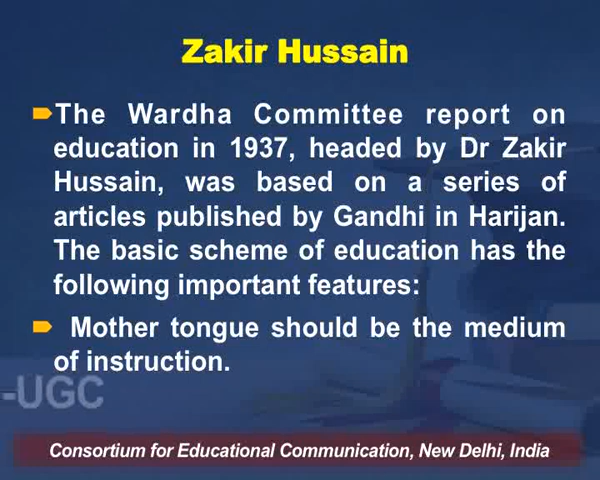 Zakir Hussain
The Wardha Committee report on
education in 1937, headed by Dr Zakir
Hussain, was based on a series of
articles published by Gandhi in Harijan.
The basic scheme of education has the
following important features:
Mother tongue should be the medium
of instruction.
-UGC
Consortium for Educational Communication, New Delhi, India